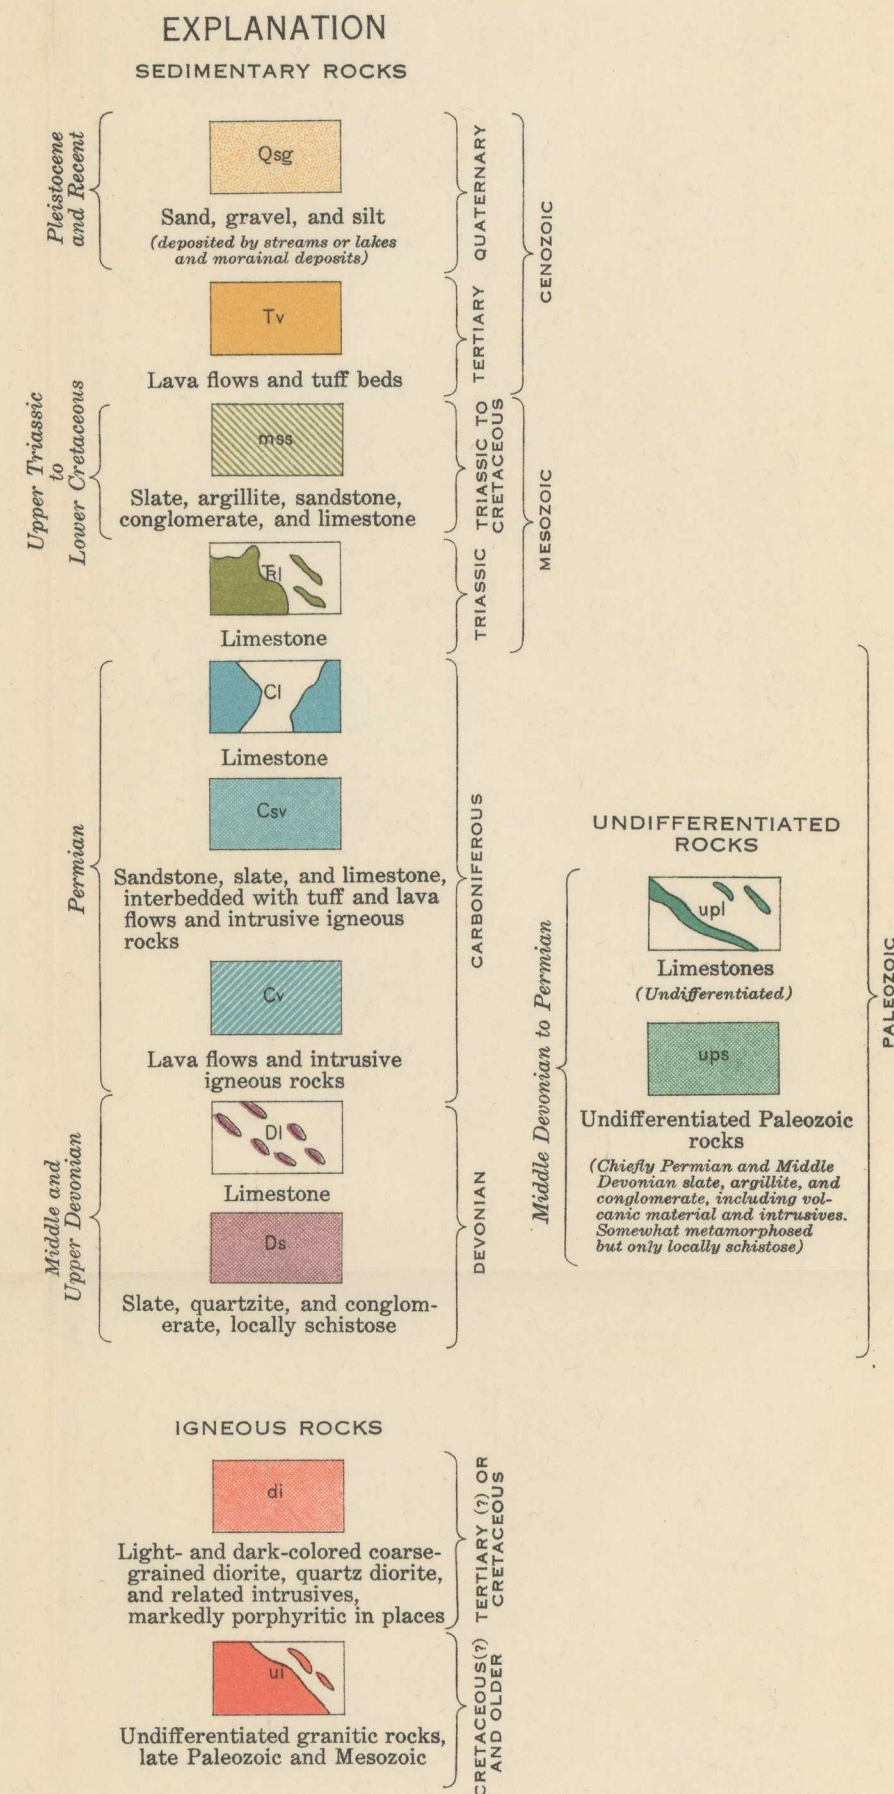 EXPLANATION
SEDIMENTARY ROCKS
Pleistocene
and Recent
Qsg
Sand, gravel, and silt
(deposited by streams or lakes
and morainal deposits)
QUATERNARY
Tv
Lava flows and tuff beds
TERTIARY
CENOZOIC
Upper Triassic
to
Lower Cretaceous
mss
Slate, argillite, sandstone,
conglomerate, and limestone
TRIASSIC TO
CRETACEOUS
Ꞇl
Limestone
TRIASSIC
MESOZOIC
Permian
Cl
Limestone
Csv
Sandstone, slate, and limestone,
interbedded with tuff and lava
flows and intrusive igneous
rocks
Cv
Lava flows and intrusive
igneous rocks
CARBONIFEROUS
Middle and
Upper Devonian
Dl
Limestone
Ds
Slate, quartzite, and conglom-
erate, locally schistose
DEVONIAN
UNDIFFERENTIATED
ROCKS
Middle Devonian to Permian
upl
Limestones
(Undifferentiated)
ups
Undifferentiated Paleozoic
rocks
(Chiefly Permian and Middle
Devonian slate, argillite, and
conglomerate, including vol-
canic material and intrusives.
Somewhat metamorphosed
but only locally schistose)
PALEOZOIC
IGNEOUS ROCKS
di
Light- and dark-colored coarse-
grained diorite, quartz diorite,
and related intrusives,
markedly porphyritic in places
TERTIARY (?) OR
CRETACEOUS
ui
Undifferentiated granitic rocks,
late Paleozoic and Mesozoic
CRETACEOUS(?)
AND OLDER